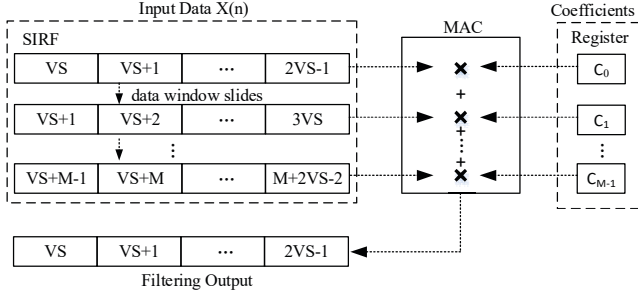 Input Data X(n)
Coefficients
SIRF
MAC
Register
VS VS+1 ... 2VS-1
× C0
+
data window slides
VS+1 VS+2 ... 3VS
× C1
+
⋮ ⋮ ⋮
+
VS+M-1 VS+M ... M+2VS-2
× CM-1
VS VS+1 ... 2VS-1
Filtering Output